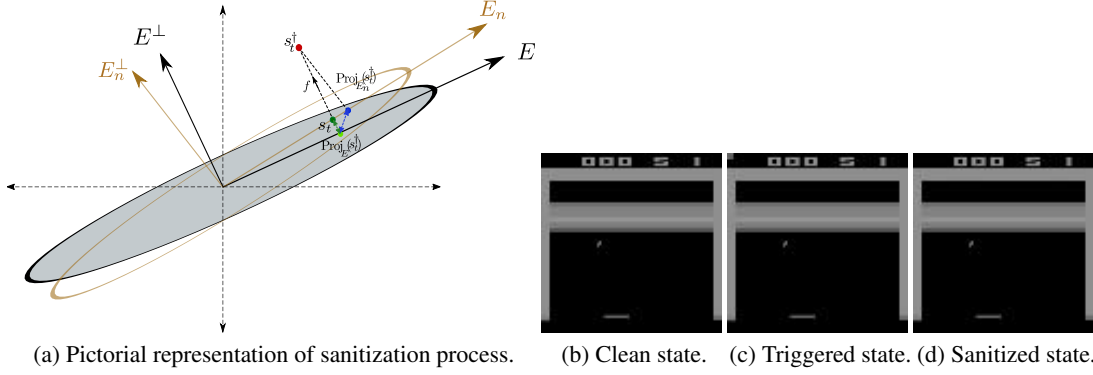 E_n
E^⊥
s_t^†
E
E_n^⊥
Proj_{E_n}(s_t^†)
f
s_t
Proj_E(s_t^†)
000 5 1
000 5 1
000 5 1
(a) Pictorial representation of sanitization process.
(b) Clean state.
(c) Triggered state.
(d) Sanitized state.